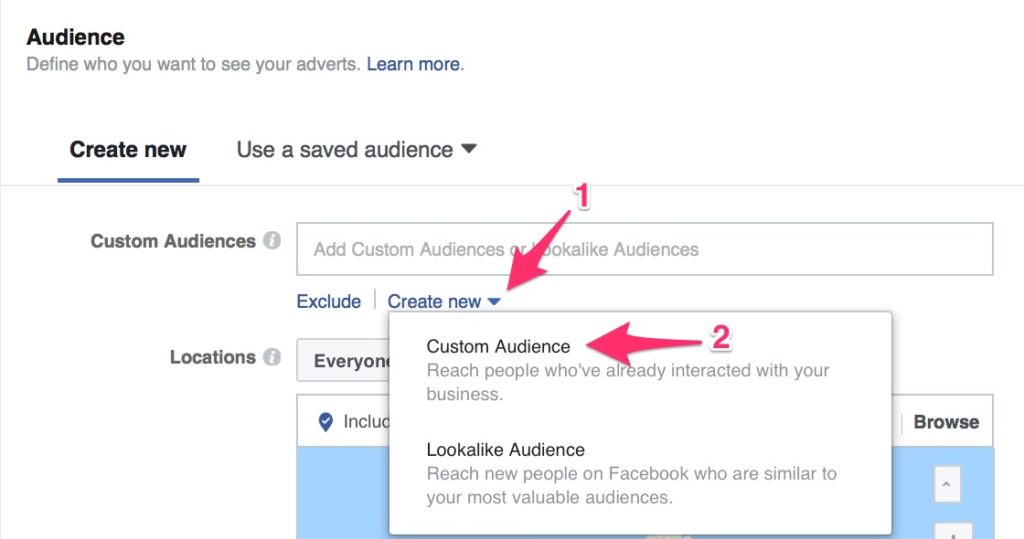 Audience
Define who you want to see your adverts. Learn more.
Create new
Use a saved audience
1
Custom Audiences
Add Custom Audiences or Lookalike Audiences
Exclude
Create new
Custom Audience
2
Reach people who've already interacted with your
business.
Locations
Everyone
Includ
Browse
Lookalike Audience
Reach new people on Facebook who are similar to
your most valuable audiences.